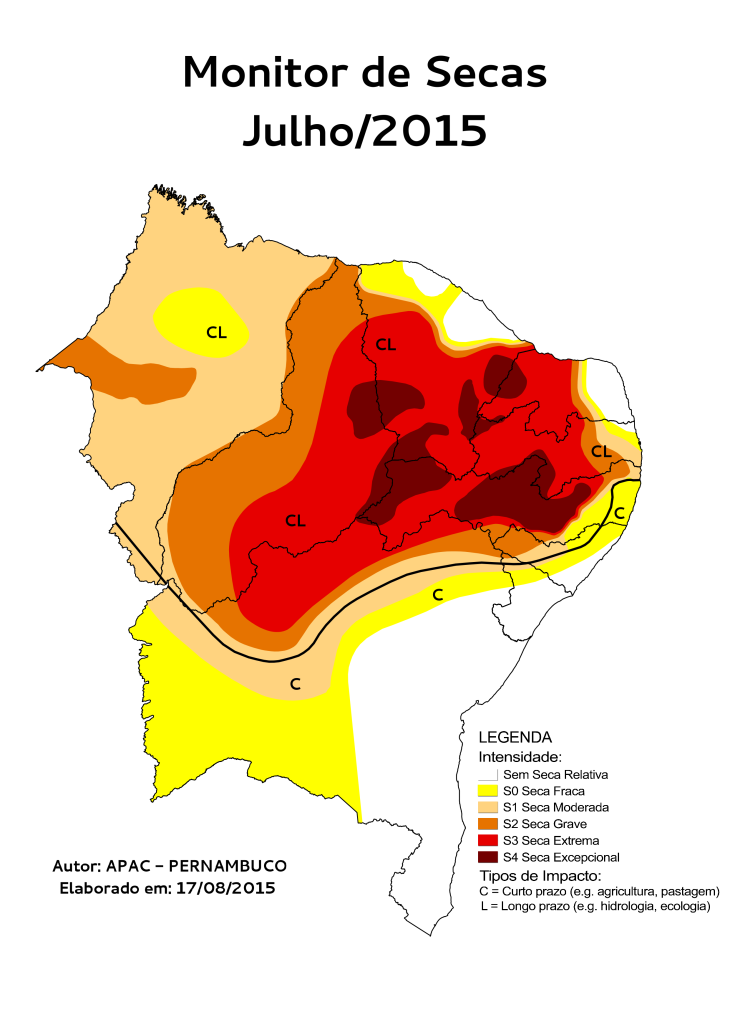 Monitor de Secas
Julho/2015
CL
CL
CL
CL
C
C
C
LEGENDA
Intensidade:
Sem Seca Relativa
S0 Seca Fraca
S1 Seca Moderada
S2 Seca Grave
S3 Seca Extrema
S4 Seca Excepcional
Tipos de Impacto:
C = Curto prazo (e.g. agricultura, pastagem)
L = Longo prazo (e.g. hidrologia, ecologia)
Autor: APAC - PERNAMBUCO
Elaborado em: 17/08/2015